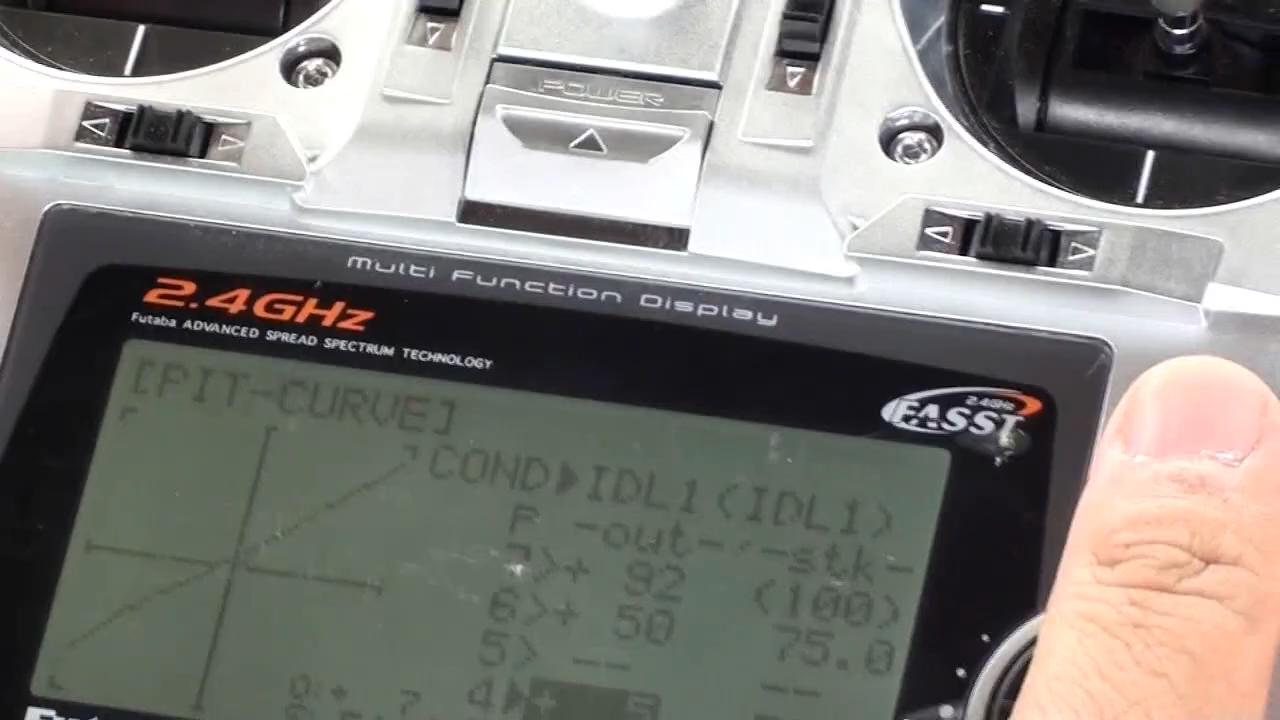 POWER
Multi Function Display
2.4GHz
Futaba ADVANCED SPREAD SPECTRUM TECHNOLOGY
2.4GHz
FASST
[PIT-CURVE]
COND▶IDL1(IDL1)
P -out- -stk-
7>+ 92 (100)
6>+ 50 75.0
5> -- --
4▶+